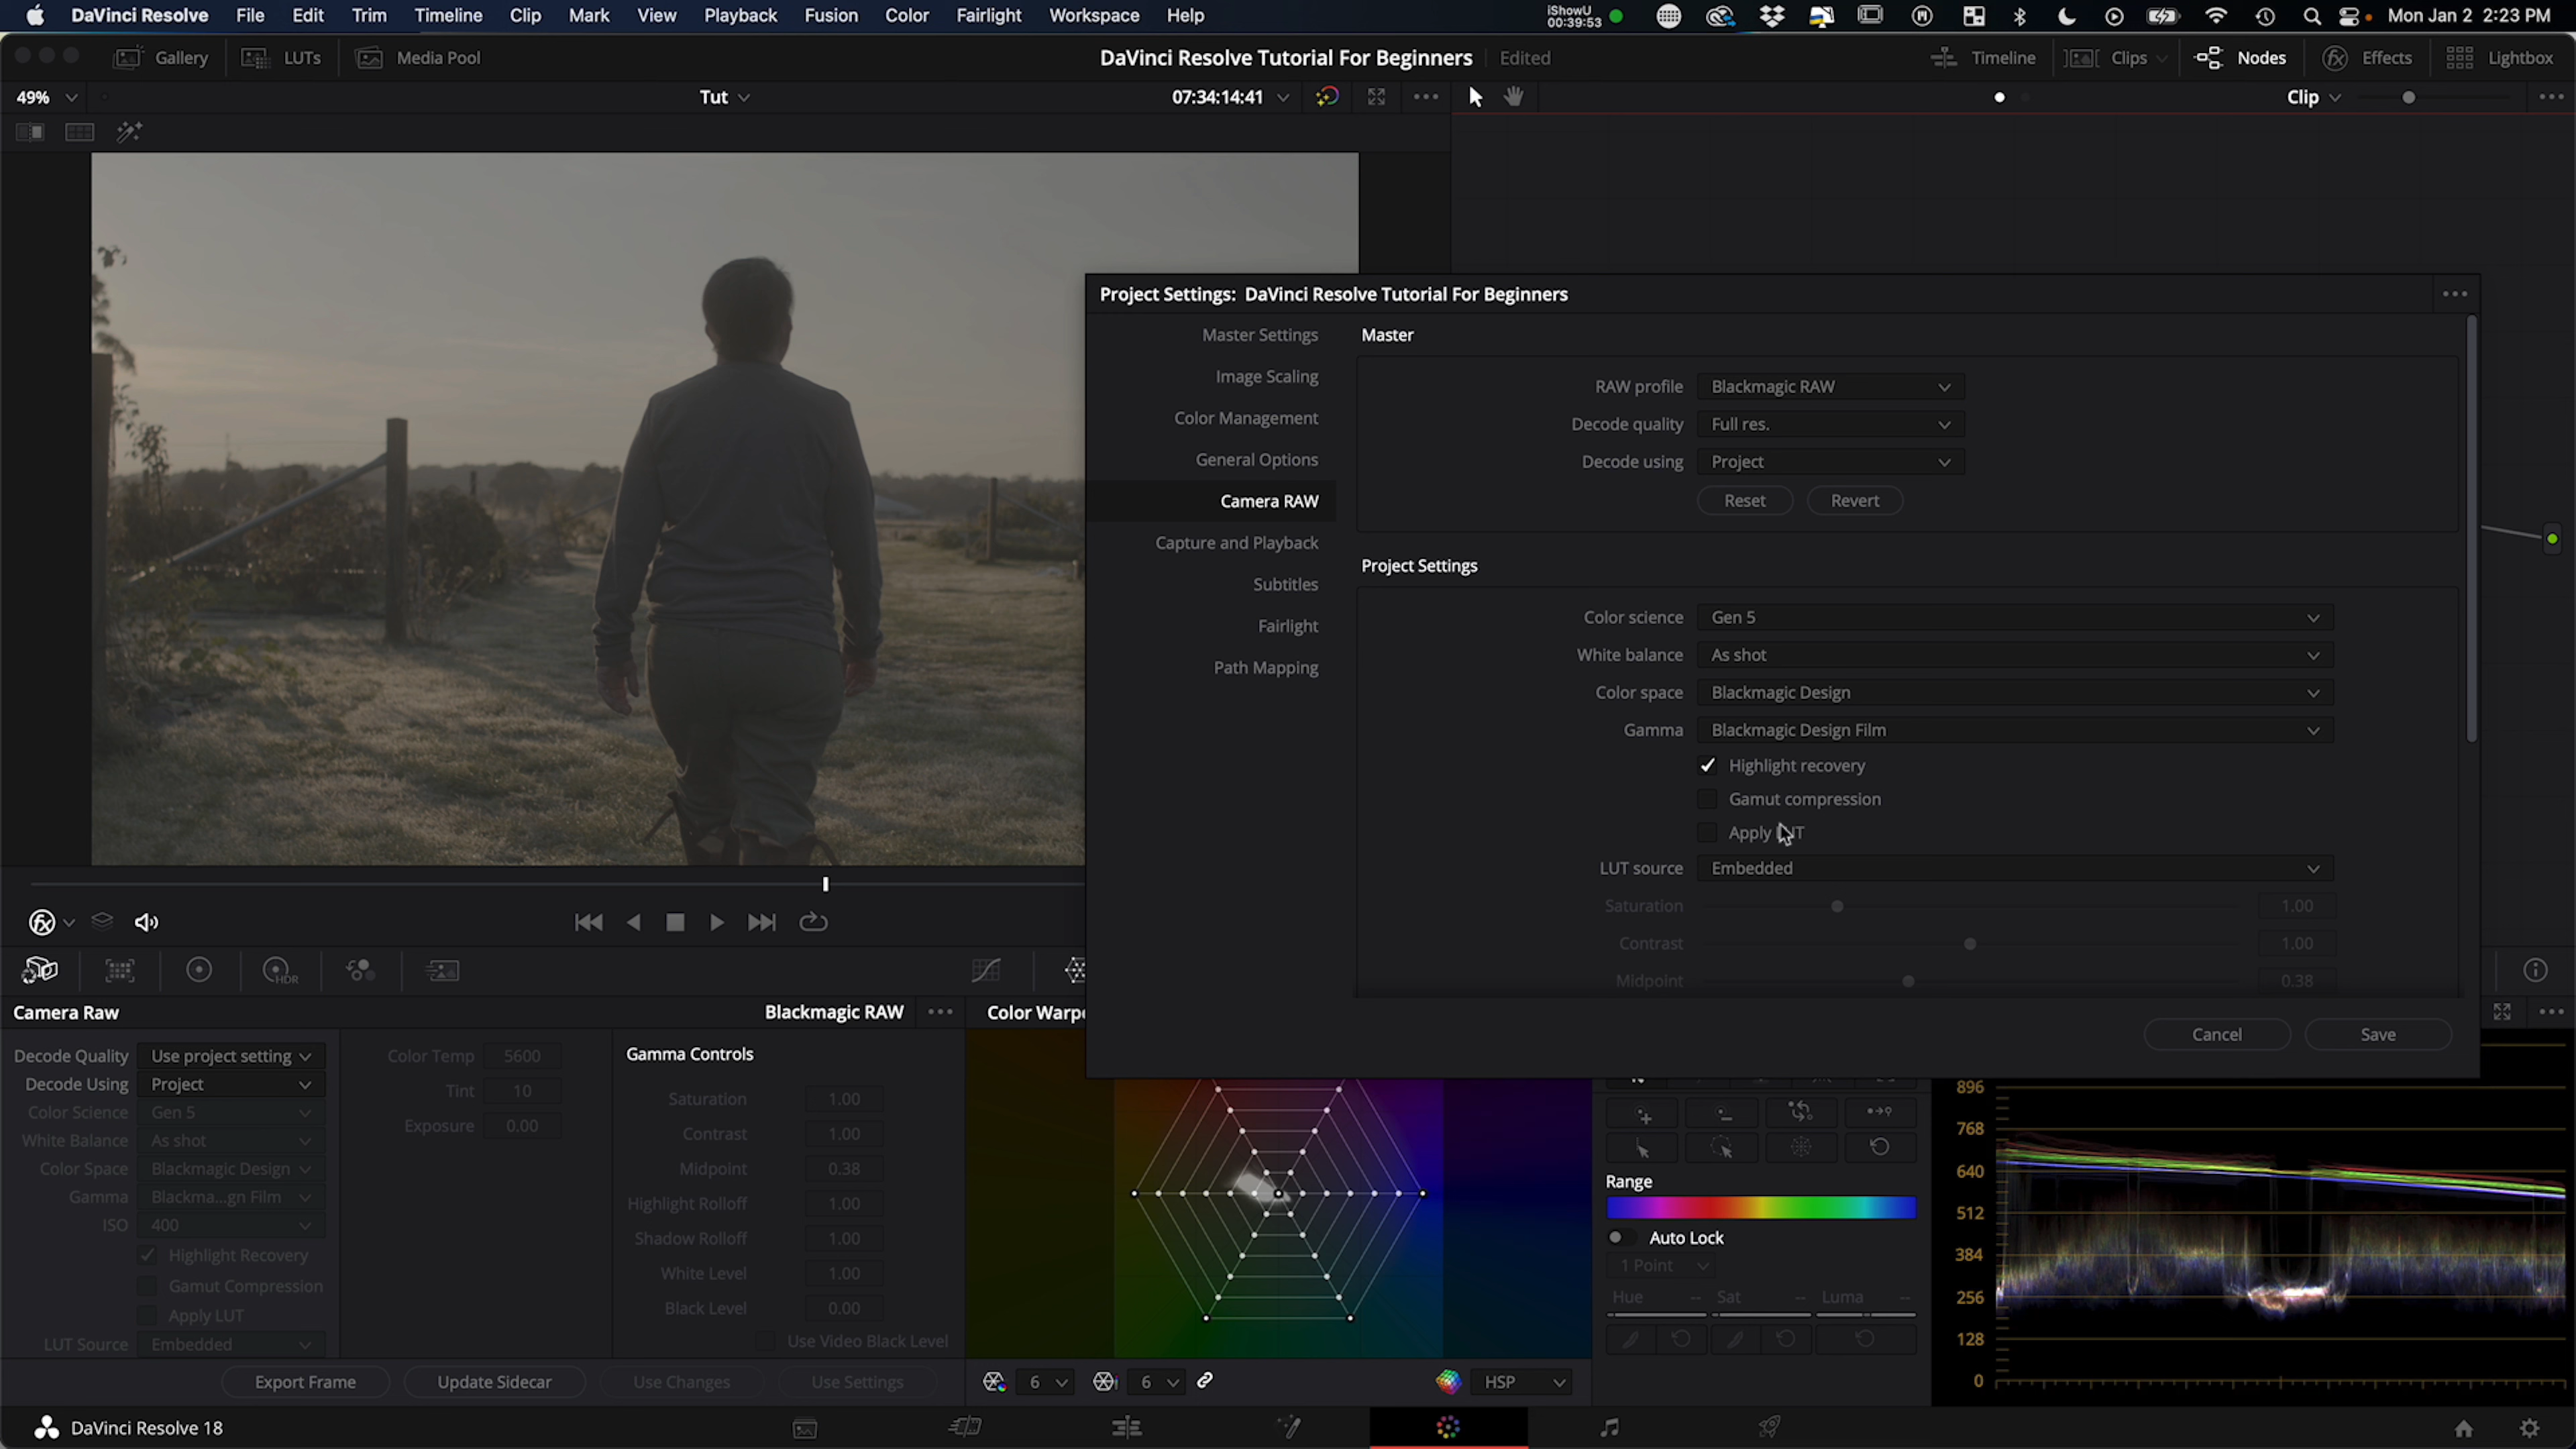 DaVinci Resolve File Edit Trim Timeline Clip Mark View Playback Fusion Color Fairlight Workspace Help iShowU 00:39:53 Mon Jan 2 2:23 PM
Gallery LUTs Media Pool DaVinci Resolve Tutorial For Beginners Edited Timeline Clips Nodes Effects Lightbox
49% Tut 07:34:14:41 Clip
Project Settings: DaVinci Resolve Tutorial For Beginners
Master Settings
Image Scaling
Color Management
General Options
Camera RAW
Capture and Playback
Subtitles
Fairlight
Path Mapping
Master
RAW profile Blackmagic RAW
Decode quality Full res.
Decode using Project
Reset Revert
Project Settings
Color science Gen 5
White balance As shot
Color space Blackmagic Design
Gamma Blackmagic Design Film
Highlight recovery
Gamut compression
Apply
LUT source Embedded
Saturation 1.00
Contrast 1.00
Midpoint 0.38
Cancel Save
HDR
Camera Raw Blackmagic RAW
Decode Quality Use project setting
Decode Using Project
Color Science Gen 5
White Balance As shot
Color Space Blackmagic Design
Gamma Blackma...gn Film
ISO 400
Highlight Recovery
Gamut Compression
Apply LUT
LUT Source Embedded
Color Temp 5600
Tint 10
Exposure 0.00
Gamma Controls
Saturation 1.00
Contrast 1.00
Midpoint 0.38
Highlight Rolloff 1.00
Shadow Rolloff 1.00
White Level 1.00
Black Level 0.00
Use Video Black Level
Export Frame Update Sidecar Use Changes Use Settings
Color Warpe
6 6 HSP
Range
Auto Lock
1 Point
Hue -- Sat -- Luma --
896
768
640
512
384
256
128
0
DaVinci Resolve 18